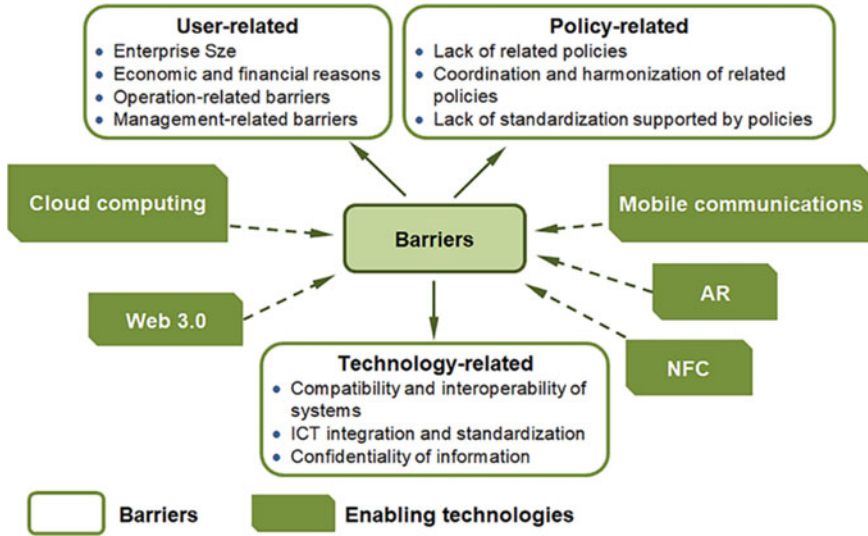 User-related
Enterprise Sze
Economic and financial reasons
Operation-related barriers
Management-related barriers
Policy-related
Lack of related policies
Coordination and harmonization of related
policies
Lack of standardization supported by policies
Cloud computing
Mobile communications
Barriers
AR
Web 3.0
NFC
Technology-related
Compatibility and interoperability of
systems
ICT integration and standardization
Confidentiality of information
Barriers
Enabling technologies